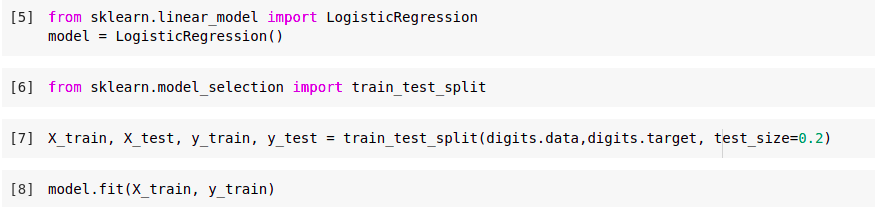 [5] from sklearn.linear_model import LogisticRegression
model = LogisticRegression()
[6] from sklearn.model_selection import train_test_split
[7] X_train, X_test, y_train, y_test = train_test_split(digits.data,digits.target, test_size=0.2)
[8] model.fit(X_train, y_train)